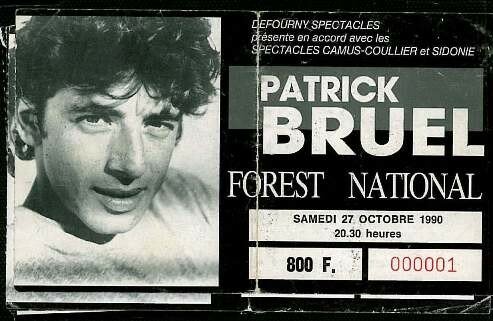 DEFOURNY SPECTACLES
présente en accord avec les
SPECTACLES CAMUS-COULLIER et SIDONIE
PATRICK
BRUEL
FOREST NATIONAL
SAMEDI 27 OCTOBRE 1990
20.30 heures
800 F.
000001